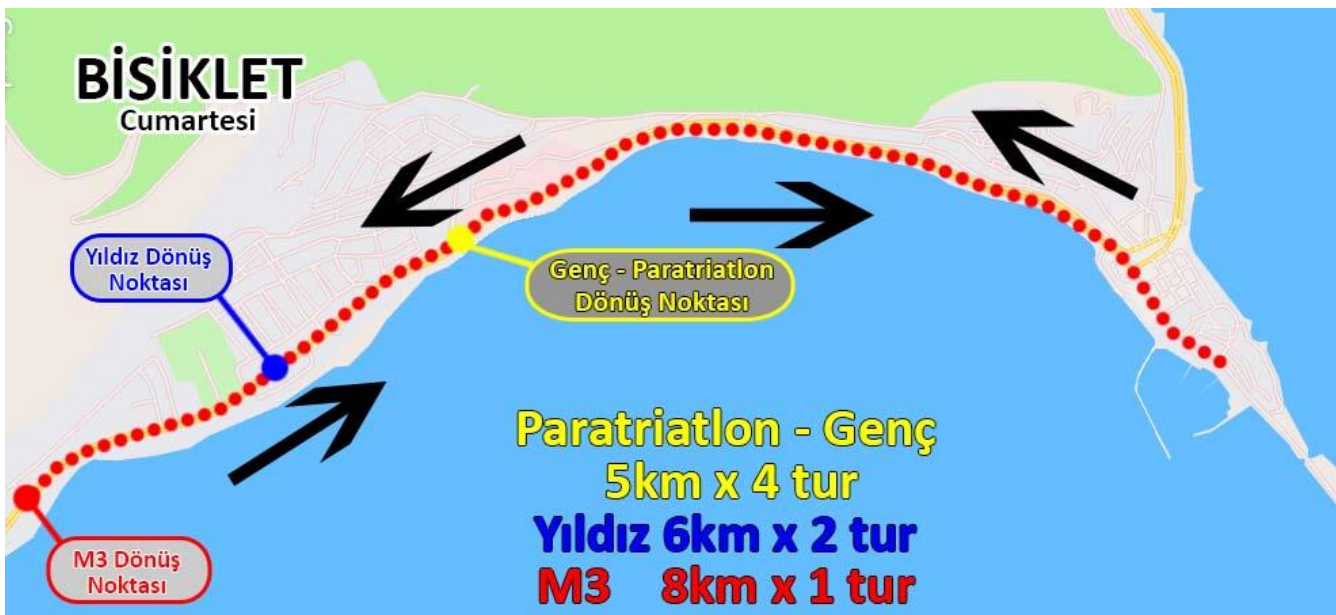 BİSİKLET
Cumartesi
Yıldız Dönüş
Noktası
Genç - Paratriatlon
Dönüş Noktası
Paratriatlon - Genç
5km x 4 tur
Yıldız 6km x 2 tur
M3 8km x 1 tur
M3 Dönüş
Noktası